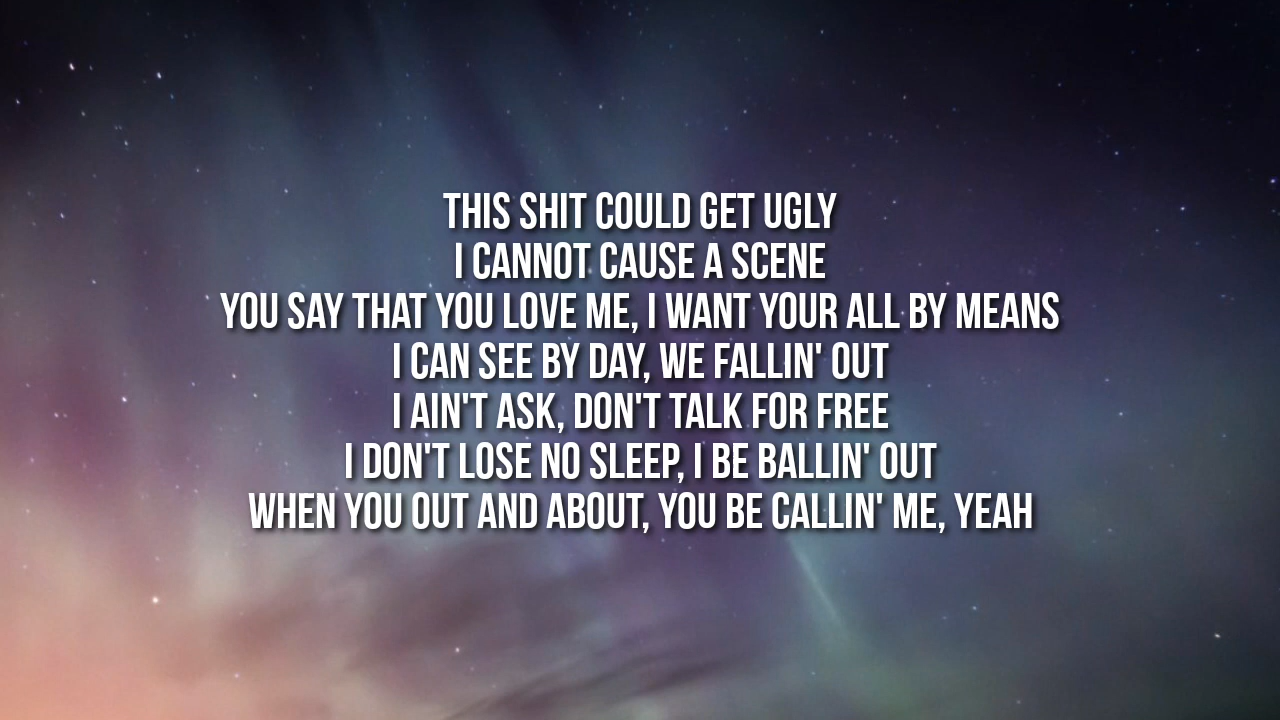 THIS SHIT COULD GET UGLY
I CANNOT CAUSE A SCENE
YOU SAY THAT YOU LOVE ME, I WANT YOUR ALL BY MEANS
I CAN SEE BY DAY, WE FALLIN' OUT
I AIN'T ASK, DON'T TALK FOR FREE
I DON'T LOSE NO SLEEP, I BE BALLIN' OUT
WHEN YOU OUT AND ABOUT, YOU BE CALLIN' ME, YEAH